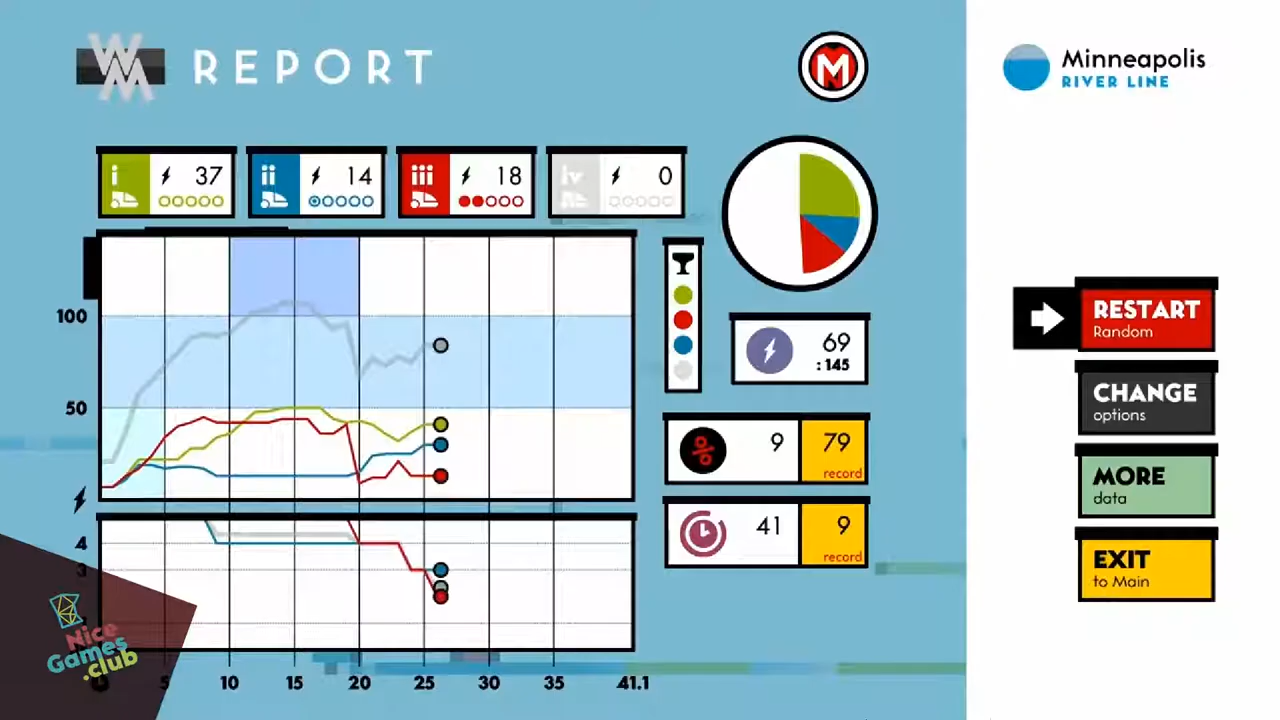 WM REPORT
M
Minneapolis
RIVER LINE
i 37
ii 14
iii 18
iv 0
100
50
69
:145
% 9 79
record
41 9
record
4
3
5 10 15 20 25 30 35 41.1
RESTART
Random
CHANGE
options
MORE
data
EXIT
to Main
Nice
Games
.club